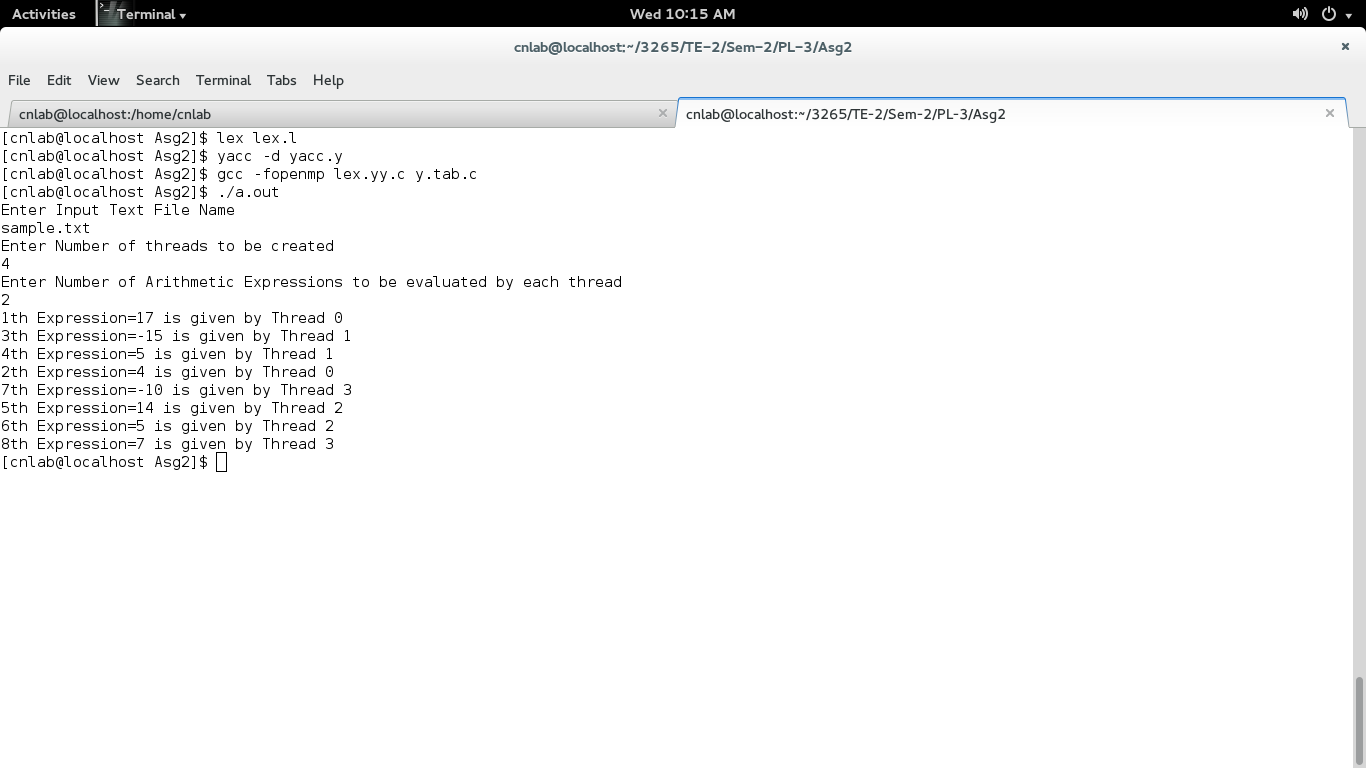 Activities Terminal Wed 10:15 AM
cnlab@localhost:~/3265/TE-2/Sem-2/PL-3/Asg2
File Edit View Search Terminal Tabs Help
cnlab@localhost:/home/cnlab cnlab@localhost:~/3265/TE-2/Sem-2/PL-3/Asg2
[cnlab@localhost Asg2]$ lex lex.l
[cnlab@localhost Asg2]$ yacc -d yacc.y
[cnlab@localhost Asg2]$ gcc -fopenmp lex.yy.c y.tab.c
[cnlab@localhost Asg2]$ ./a.out
Enter Input Text File Name
sample.txt
Enter Number of threads to be created
4
Enter Number of Arithmetic Expressions to be evaluated by each thread
2
1th Expression=17 is given by Thread 0
3th Expression=-15 is given by Thread 1
4th Expression=5 is given by Thread 1
2th Expression=4 is given by Thread 0
7th Expression=-10 is given by Thread 3
5th Expression=14 is given by Thread 2
6th Expression=5 is given by Thread 2
8th Expression=7 is given by Thread 3
[cnlab@localhost Asg2]$